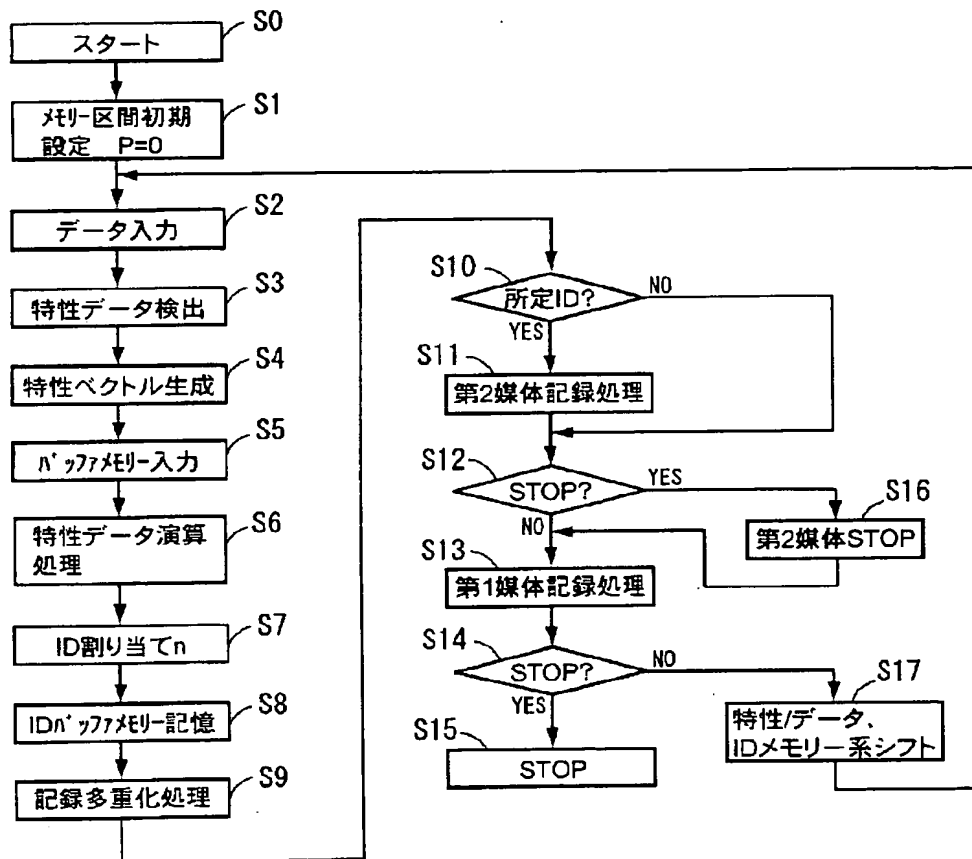 スタート
S0
メモリー区間初期
設定 P=0
S1
データ入力
S2
特性データ検出
S3
特性ベクトル生成
S4
バッファメモリー入力
S5
特性データ演算
処理
S6
ID割り当てn
S7
IDバッファメモリー記憶
S8
記録多重化処理
S9
S10
所定ID?
NO
YES
S11
第2媒体記録処理
S12
STOP?
YES
NO
S16
第2媒体STOP
S13
第1媒体記録処理
S14
STOP?
NO
YES
S17
特性/データ、
IDメモリー系シフト
S15
STOP